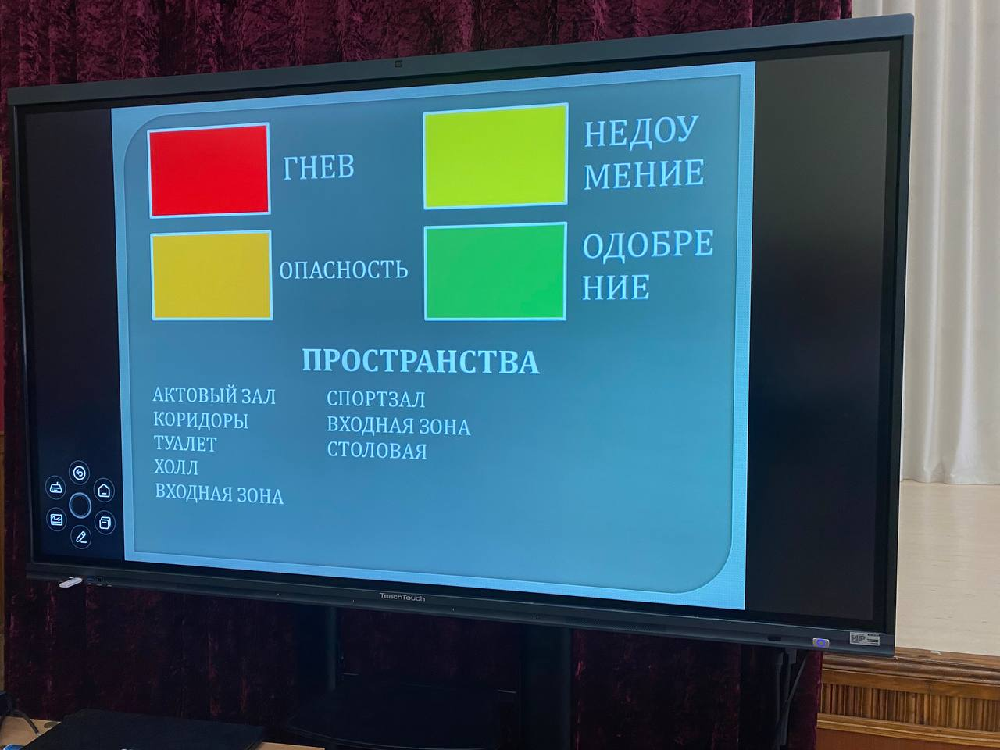 ГНЕВ
НЕДОУ
МЕНИЕ
ОПАСНОСТЬ
ОДОБРЕ
НИЕ
ПРОСТРАНСТВА
АКТОВЫЙ ЗАЛ
КОРИДОРЫ
ТУАЛЕТ
ХОЛЛ
ВХОДНАЯ ЗОНА
СПОРТЗАЛ
ВХОДНАЯ ЗОНА
СТОЛОВАЯ
TeachTouch
ИР